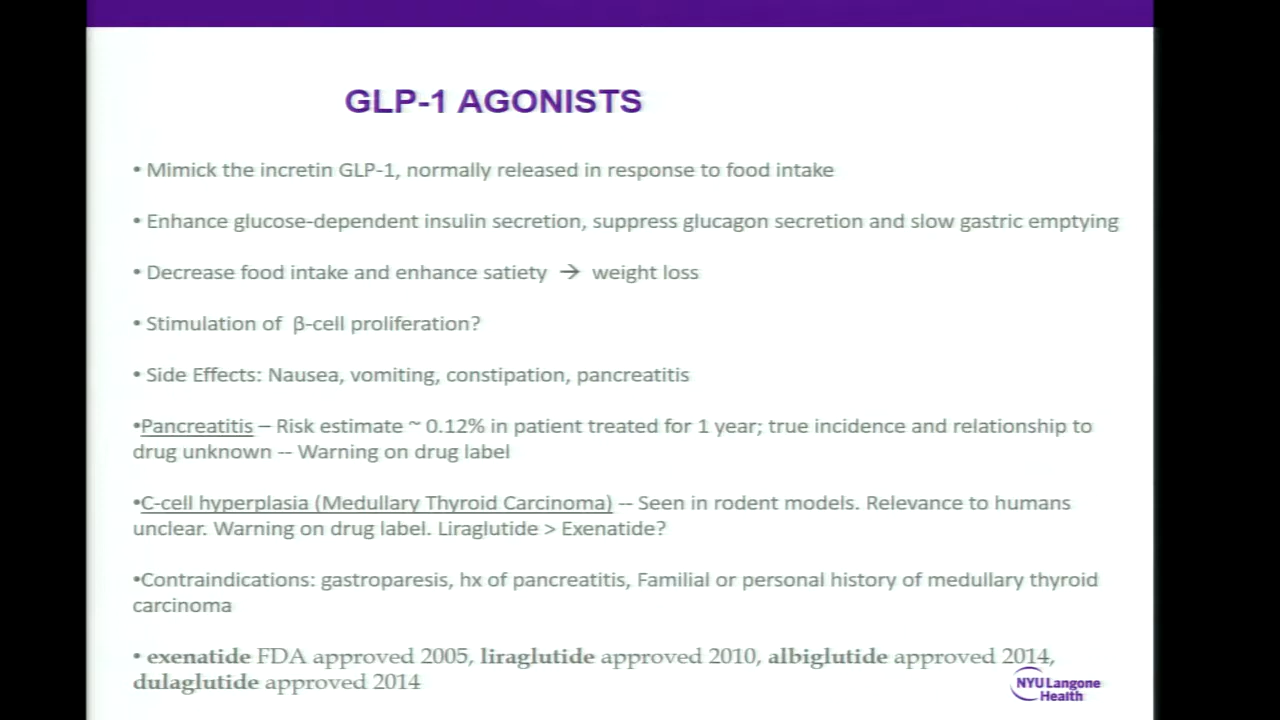 GLP-1 AGONISTS
• Mimick the incretin GLP-1, normally released in response to food intake
• Enhance glucose-dependent insulin secretion, suppress glucagon secretion and slow gastric emptying
• Decrease food intake and enhance satiety → weight loss
• Stimulation of β-cell proliferation?
• Side Effects: Nausea, vomiting, constipation, pancreatitis
•Pancreatitis – Risk estimate ~ 0.12% in patient treated for 1 year; true incidence and relationship to
drug unknown -- Warning on drug label
•C-cell hyperplasia (Medullary Thyroid Carcinoma) -- Seen in rodent models. Relevance to humans
unclear. Warning on drug label. Liraglutide > Exenatide?
•Contraindications: gastroparesis, hx of pancreatitis, Familial or personal history of medullary thyroid
carcinoma
• exenatide FDA approved 2005, liraglutide approved 2010, albiglutide approved 2014,
dulaglutide approved 2014
NYU Langone
Health